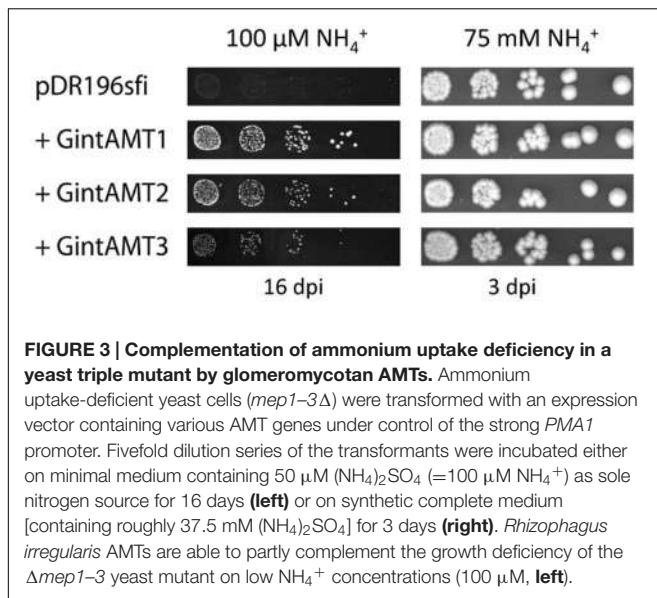 100 µM NH₄⁺
75 mM NH₄⁺
pDR196sfi
+ GintAMT1
+ GintAMT2
+ GintAMT3
16 dpi
3 dpi
FIGURE 3 | Complementation of ammonium uptake deficiency in a
yeast triple mutant by glomeromycotan AMTs. Ammonium
uptake-deficient yeast cells (mep1–3Δ) were transformed with an expression
vector containing various AMT genes under control of the strong PMA1
promoter. Fivefold dilution series of the transformants were incubated either
on minimal medium containing 50 µM (NH4)2SO4 (=100 µM NH4⁺) as sole
nitrogen source for 16 days (left) or on synthetic complete medium
[containing roughly 37.5 mM (NH4)2SO4] for 3 days (right). Rhizophagus
irregularis AMTs are able to partly complement the growth deficiency of the
Δmep1–3 yeast mutant on low NH4⁺ concentrations (100 µM, left).